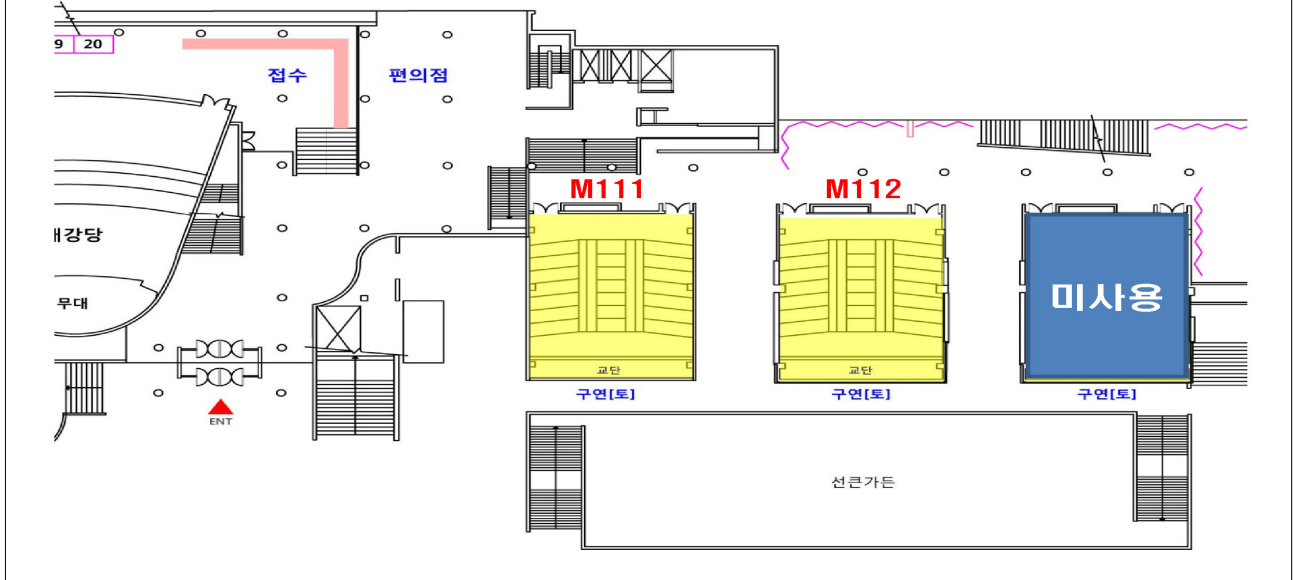 9 20
접수
편의점
M111
M112
강당
무대
미사용
교단
교단
구연[토]
구연[토]
구연[토]
ENT
선큰가든